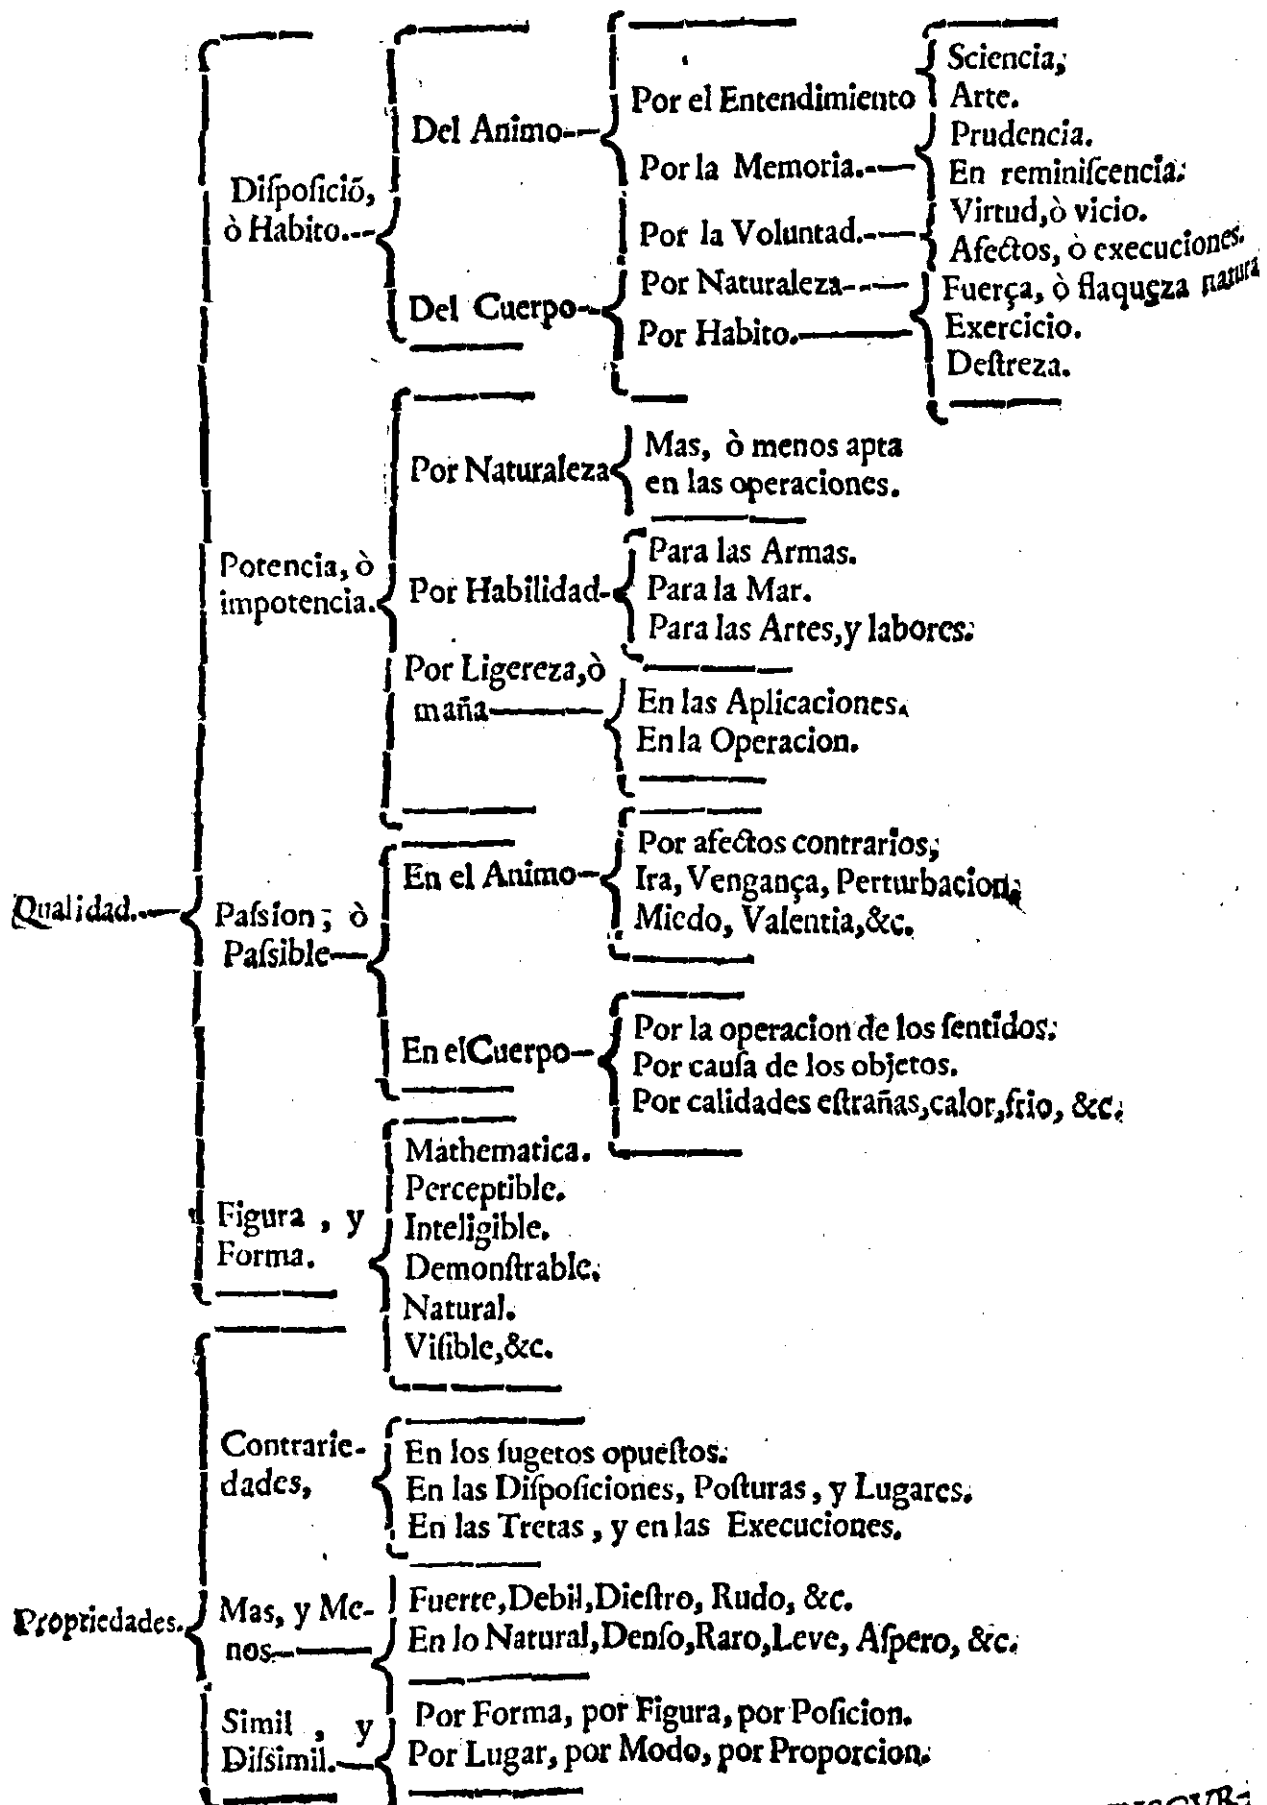 Sciencia,
Por el Entendimiento
Arte.
Del Animo
Prudencia.
Por la Memoria.
En reminiſcencia.
Diſpoſiciõ,
ò Habito.
Virtud, ò vicio.
Por la Voluntad.
Afectos, ò execuciones.
Del Cuerpo
Por Naturaleza
Fuerça, ò flaqueza natura
Por Habito.
Exercicio.
Deſtreza.
Potencia, ò
impotencia.
Por Naturaleza
Mas, ò menos apta
en las operaciones.
Por Habilidad
Para las Armas.
Para la Mar.
Para las Artes, y labores.
Por Ligereza, ò
maña
En las Aplicaciones.
En la Operacion.
Qualidad.
Paſsion, ò
Paſsible
En el Animo
Por afectos contrarios,
Ira, Vengança, Perturbacion,
Miedo, Valentia, &c.
En el Cuerpo
Por la operacion de los ſentidos.
Por cauſa de los objetos.
Por calidades eſtrañas, calor, frio, &c.
Figura, y
Forma.
Mathematica.
Perceptible.
Inteligible.
Demonſtrable.
Natural.
Viſible, &c.
Propriedades.
Contrarie-
dades,
En los ſugetos opueſtos.
En las Diſpoſiciones, Poſturas, y Lugares.
En las Tretas, y en las Execuciones.
Mas, y Me-
nos
Fuerte, Debil, Dieſtro, Rudo, &c.
En lo Natural, Denſo, Raro, Leve, Aſpero, &c.
Simil, y
Diſsimil.
Por Forma, por Figura, por Poſicion.
Por Lugar, por Modo, por Proporcion.